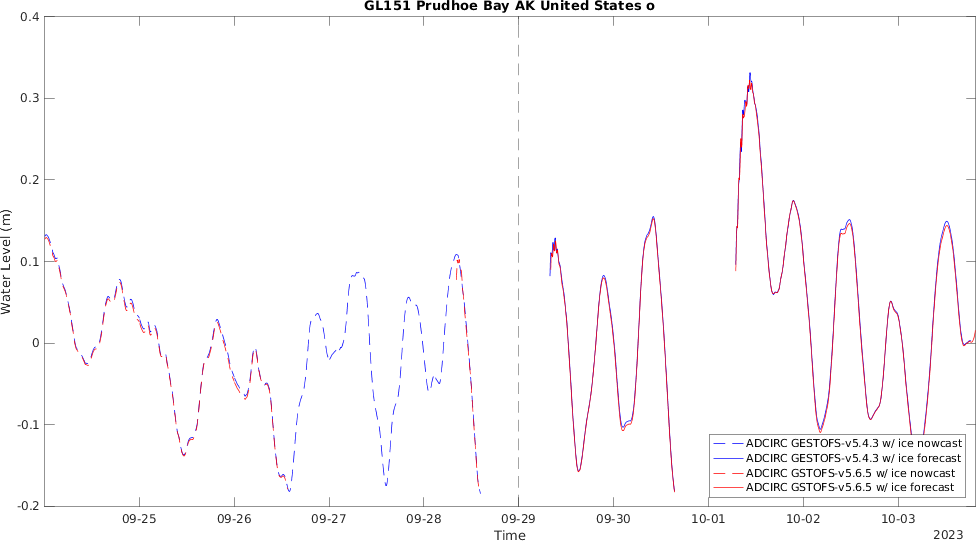 GL151 Prudhoe Bay AK United States o
0.4
0.3
0.2
0.1
0
-0.1
-0.2
Water Level (m)
ADCIRC GESTOFS-v5.4.3 w/ ice nowcast
ADCIRC GESTOFS-v5.4.3 w/ ice forecast
ADCIRC GSTOFS-v5.6.5 w/ ice nowcast
ADCIRC GSTOFS-v5.6.5 w/ ice forecast
09-25 09-26 09-27 09-28 09-29 09-30 10-01 10-02 10-03
Time
2023